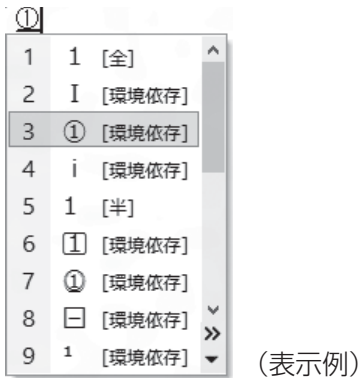 ①
1 1 [全]
2 Ⅰ [環境依存]
3 ① [環境依存]
4 ⅰ [環境依存]
5 1 [半]
6 1️⃣ [環境依存]
7 ① [環境依存]
8 ㊀ [環境依存]
9 ¹ [環境依存]
(表示例)